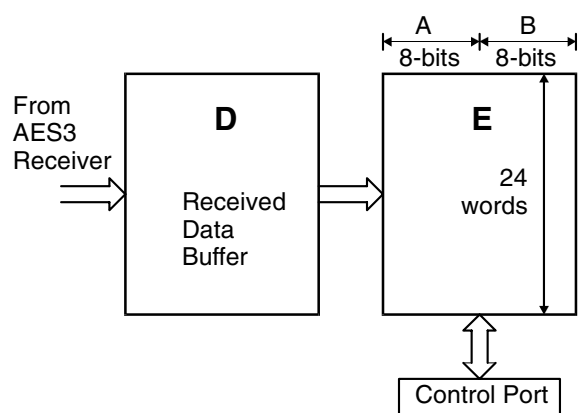 A
B
8-bits
8-bits
From
AES3
Receiver
D
Received
Data
Buffer
E
24
words
Control Port